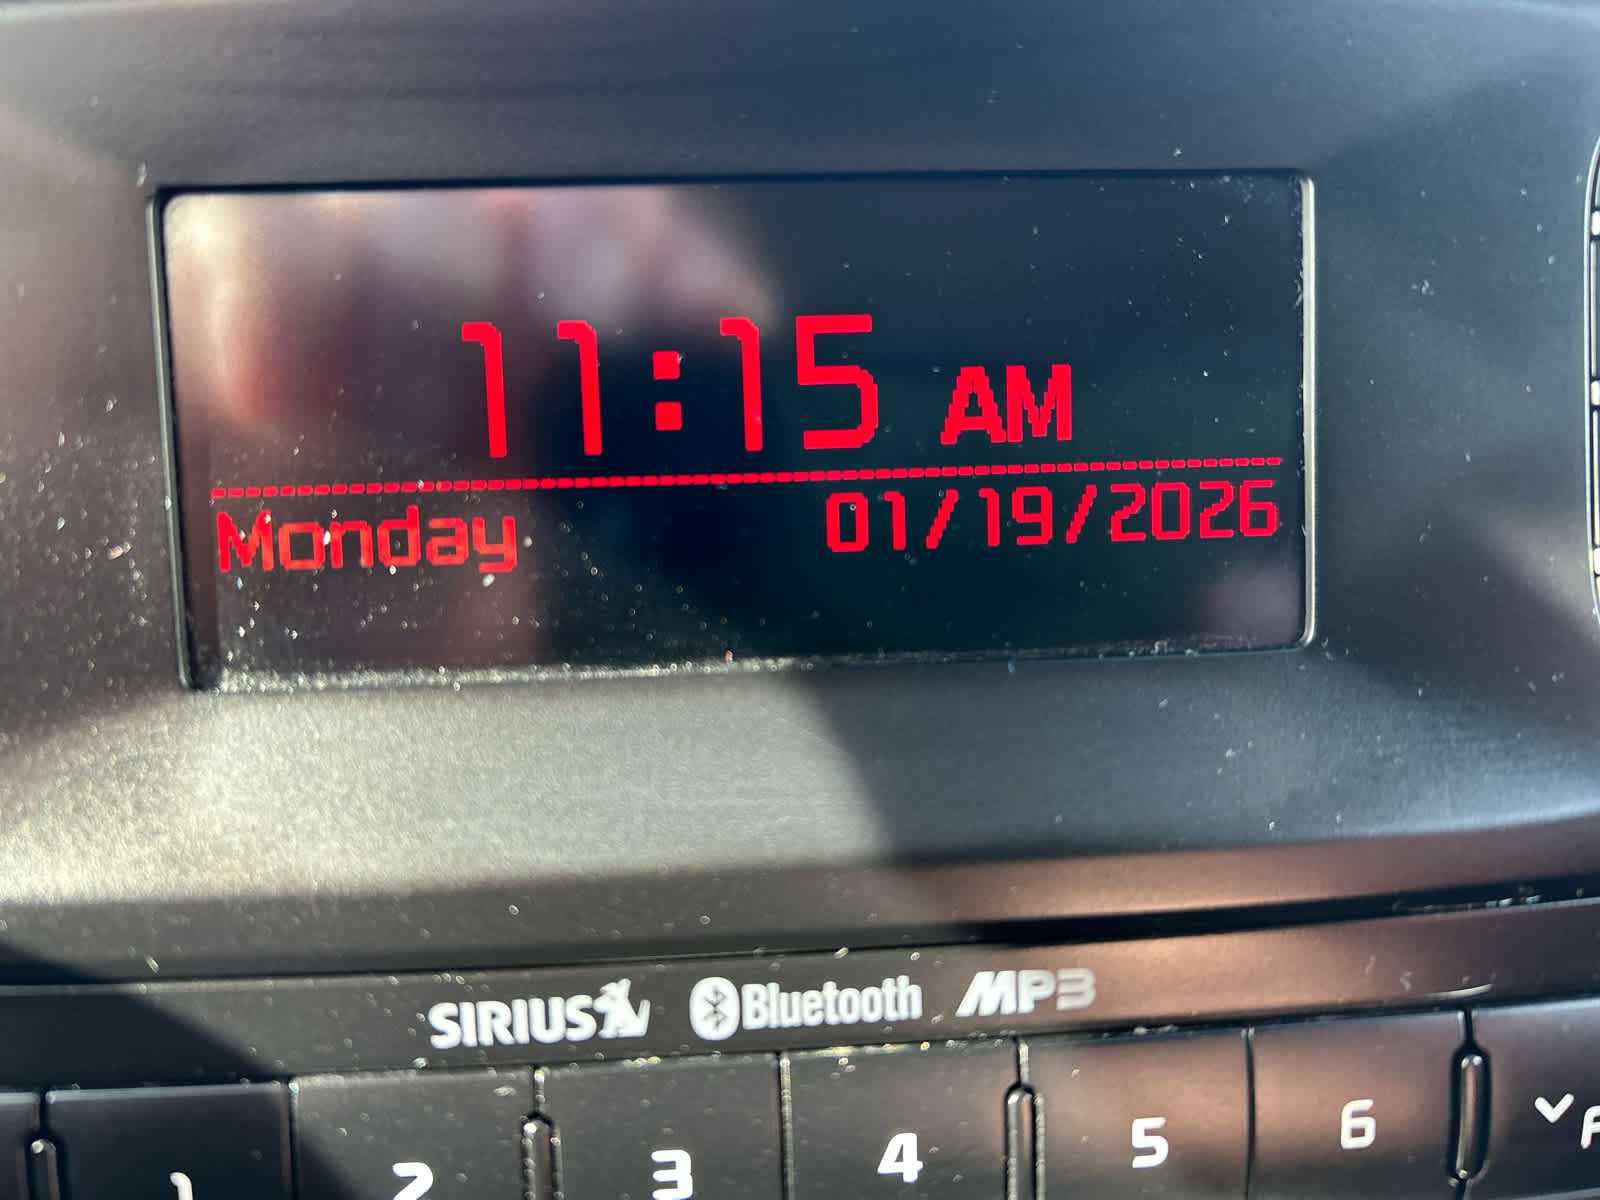 11:15 AM
Monday 01/19/2026
SIRIUS Bluetooth MP3
1 2 3 4 5 6